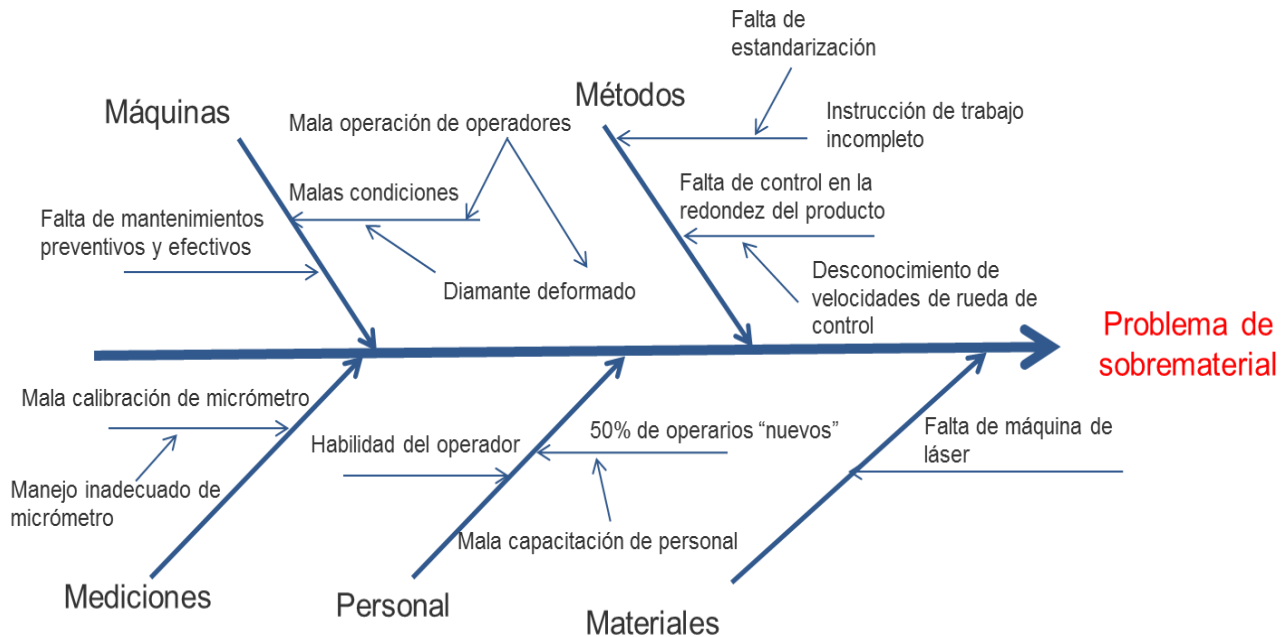 Falta de
estandarización
Máquinas
Métodos
Mala operación de operadores
Instrucción de trabajo
incompleto
Malas condiciones
Falta de control en la
redondez del producto
Falta de mantenimientos
preventivos y efectivos
Diamante deformado
Desconocimiento de
velocidades de rueda de
control
Problema de
sobrematerial
Mala calibración de micrómetro
Habilidad del operador
50% de operarios “nuevos”
Falta de máquina de
láser
Manejo inadecuado de
micrómetro
Mala capacitación de personal
Mediciones
Personal
Materiales